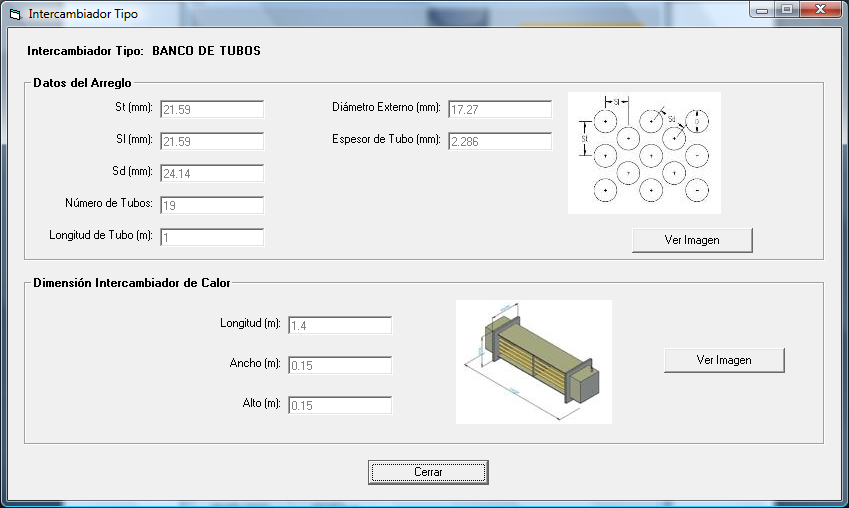 Intercambiador Tipo
Intercambiador Tipo: BANCO DE TUBOS
Datos del Arreglo
St (mm): 21.59
Sl (mm): 21.59
Sd (mm): 24.14
Número de Tubos: 19
Longitud de Tubo (m): 1
Diámetro Externo (mm): 17.27
Espesor de Tubo (mm): 2.286
Sl
Sd
D
St
Ver Imagen
Dimensión Intercambiador de Calor
Longitud (m): 1.4
Ancho (m): 0.15
Alto (m): 0.15
Ver Imagen
Cerrar